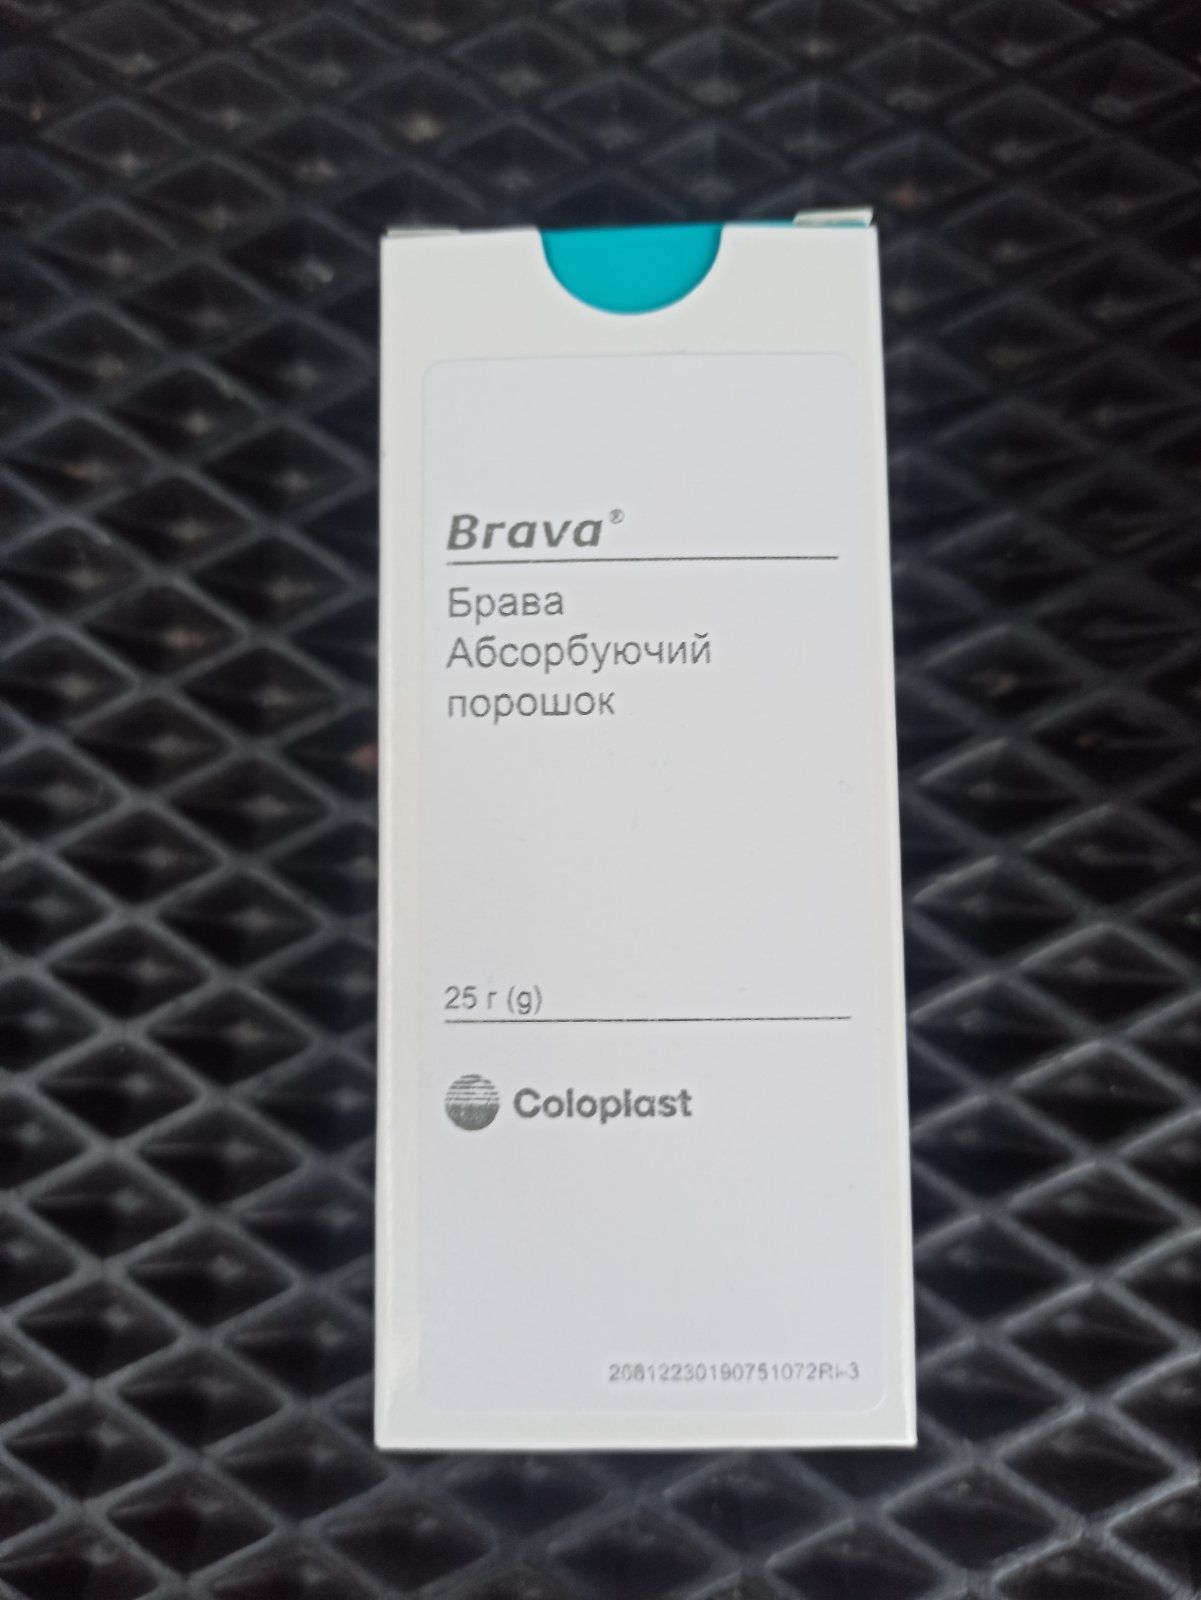 Brava®
Брава
Абсорбуючий
порошок
25 г (g)
Coloplast